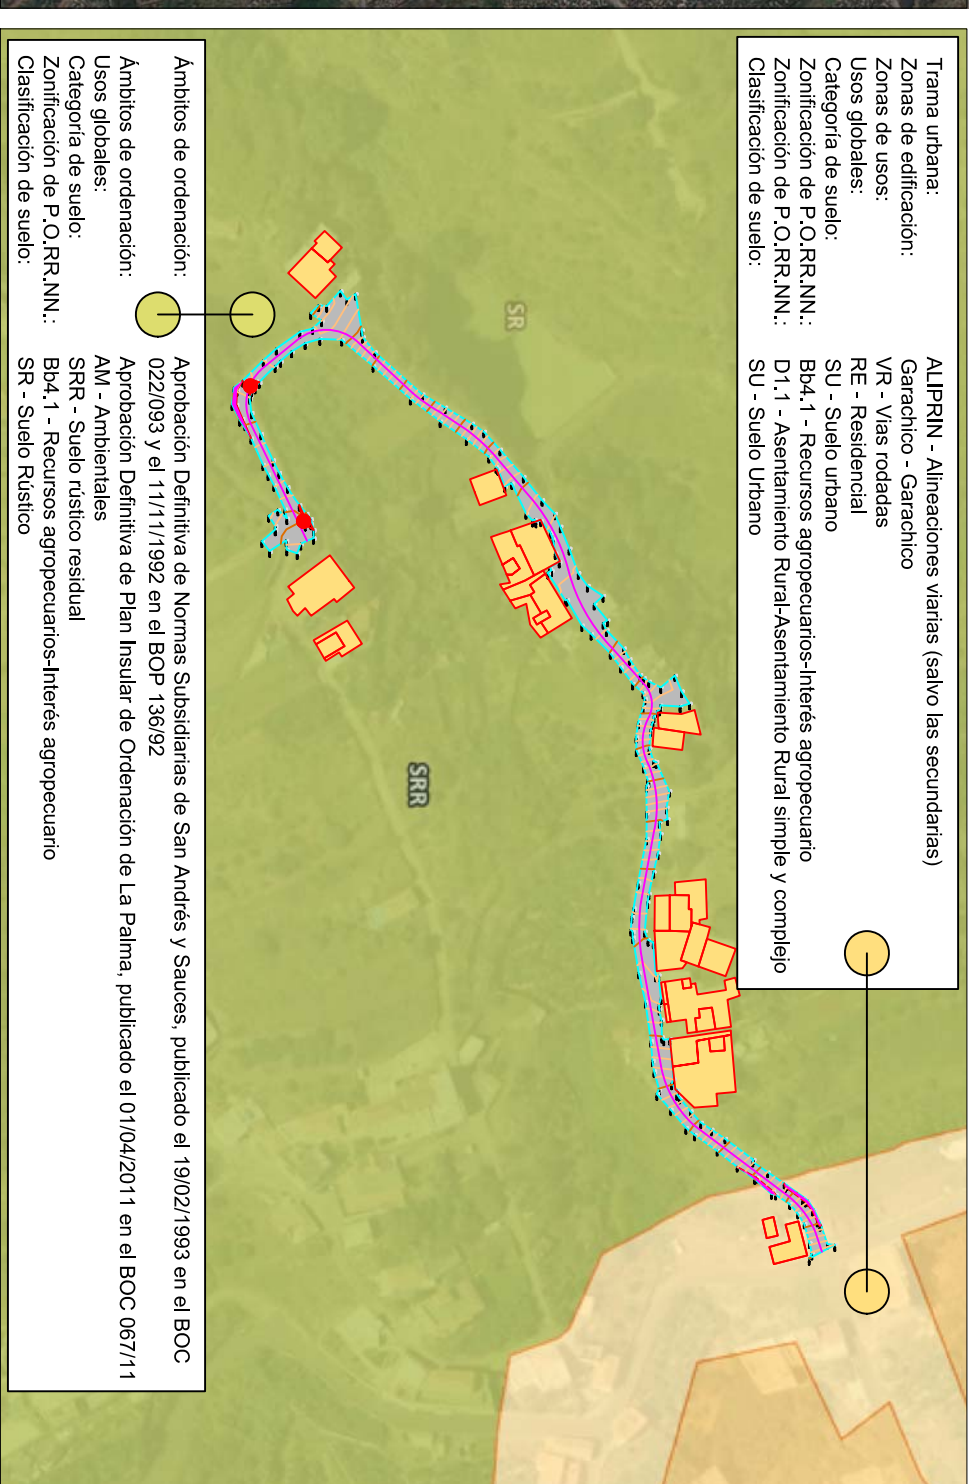 Trama urbana: ALIPRIN - Alineaciones viarias (salvo las secundarias)
Zonas de edificación: Garachico - Garachico
Zonas de usos: VR - Vías rodadas
Usos globales: RE - Residencial
Categoría de suelo: SU - Suelo urbano
Zonificación de P.O.RR.NN.: Bb4.1 - Recursos agropecuarios-Interés agropecuario
Zonificación de P.O.RR.NN.: D1.1 - Asentamiento Rural-Asentamiento Rural simple y complejo
Clasificación de suelo: SU - Suelo Urbano
SR
SRR
Ámbitos de ordenación: Aprobación Definitiva de Normas Subsidiarias de San Andrés y Sauces, publicado el 19/02/1993 en el BOC
022/093 y el 11/11/1992 en el BOP 136/92
Ámbitos de ordenación: Aprobación Definitiva de Plan Insular de Ordenación de La Palma, publicado el 01/04/2011 en el BOC 067/11
Usos globales: AM - Ambientales
Categoría de suelo: SRR - Suelo rústico residual
Zonificación de P.O.RR.NN.: Bb4.1 - Recursos agropecuarios-Interés agropecuario
Clasificación de suelo: SR - Suelo Rústico